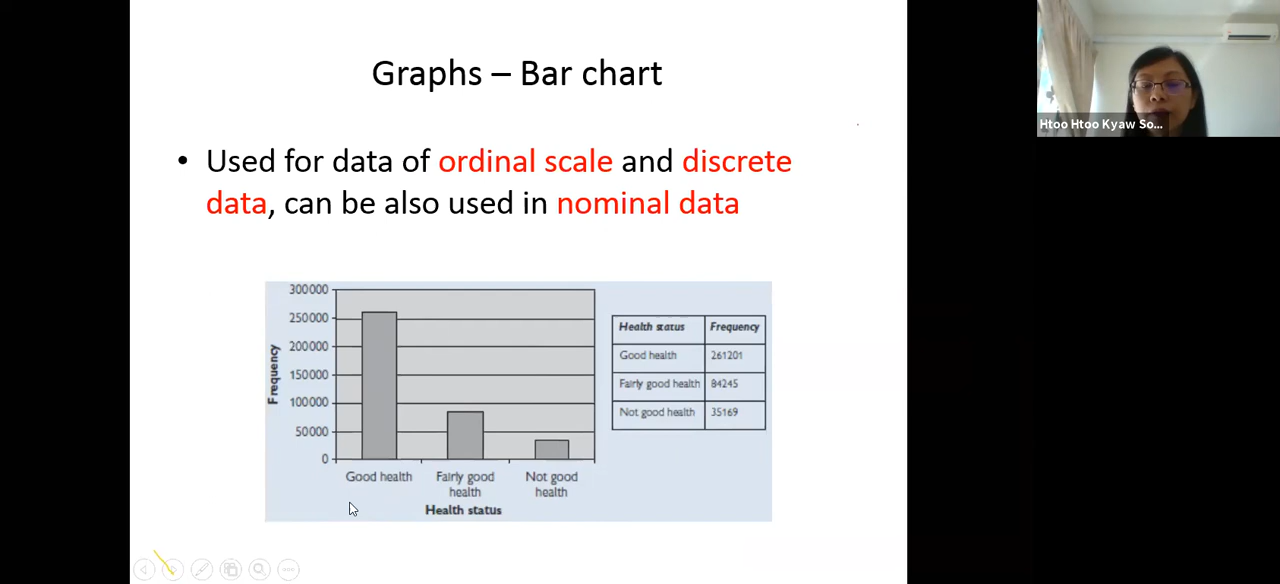 Graphs – Bar chart
• Used for data of ordinal scale and discrete
data, can be also used in nominal data
Htoo Htoo Kyaw So...
300000
250000
200000
150000
100000
50000
0
Frequency
Good health
Fairly good
health
Not good
health
Health status
Health status Frequency
Good health 261201
Fairly good health 84245
Not good health 35169